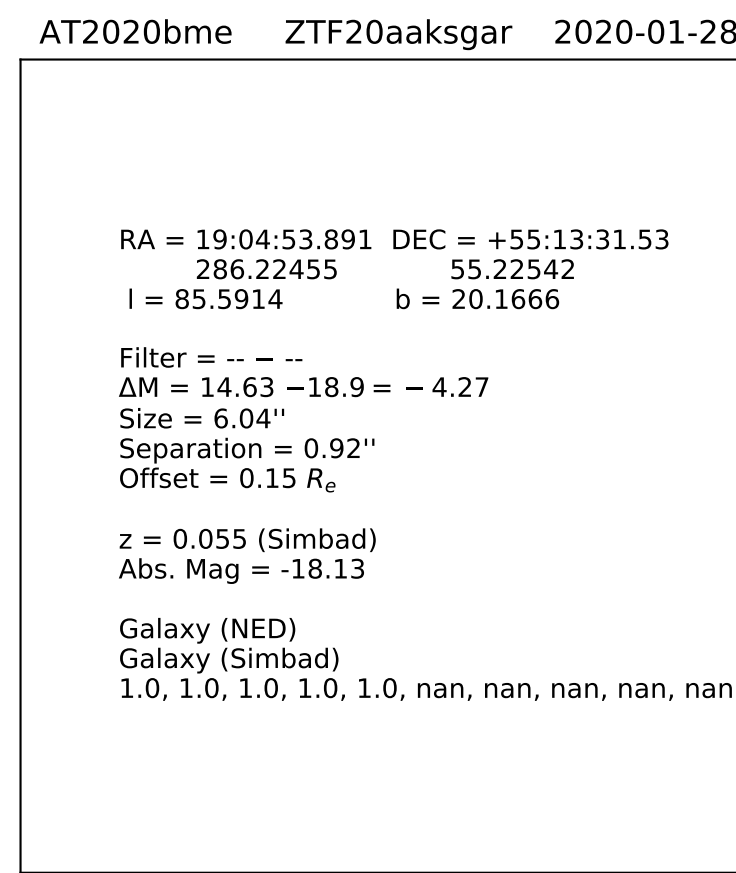 AT2020bme ZTF20aaksgar 2020-01-28
RA = 19:04:53.891 DEC = +55:13:31.53
286.22455 55.22542
l = 85.5914 b = 20.1666
Filter = -- − --
ΔM = 14.63 −18.9 = − 4.27
Size = 6.04''
Separation = 0.92''
Offset = 0.15 Rₑ
z = 0.055 (Simbad)
Abs. Mag = -18.13
Galaxy (NED)
Galaxy (Simbad)
1.0, 1.0, 1.0, 1.0, 1.0, nan, nan, nan, nan, nan